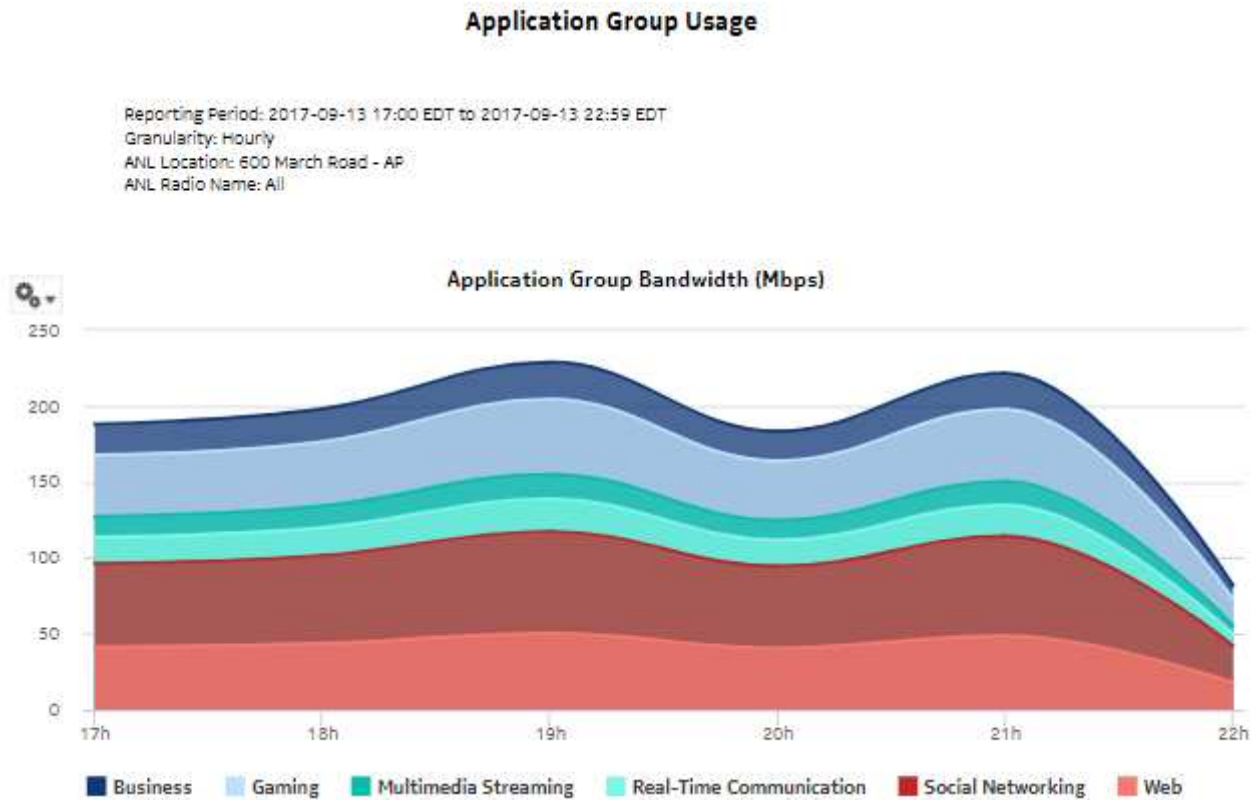 Application Group Usage
Reporting Period: 2017-09-13 17:00 EDT to 2017-09-13 22:59 EDT
Granularity: Hourly
ANL Location: 600 March Road - AP
ANL Radio Name: All
Application Group Bandwidth (Mbps)
250
200
150
100
50
0
17h 18h 19h 20h 21h 22h
Business Gaming Multimedia Streaming Real-Time Communication Social Networking Web